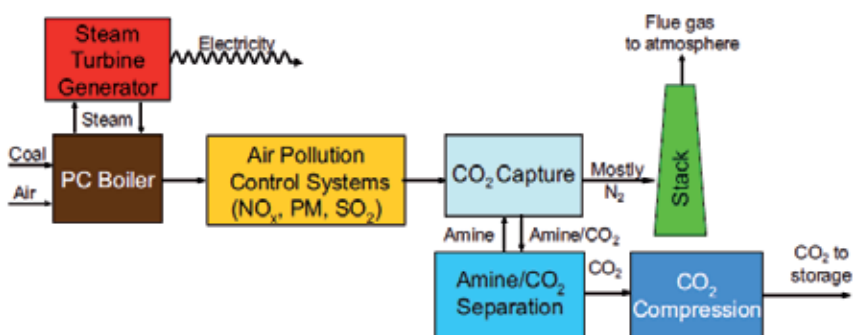 Steam
Turbine
Generator
Electricity
Flue gas
to atmosphere
Steam
Coal
Air
PC Boiler
Air Pollution
Control Systems
(NOₓ, PM, SO₂)
CO₂ Capture
Mostly
N₂
Stack
Amine
Amine/CO₂
Amine/CO₂
Separation
CO₂
CO₂
Compression
CO₂ to
storage